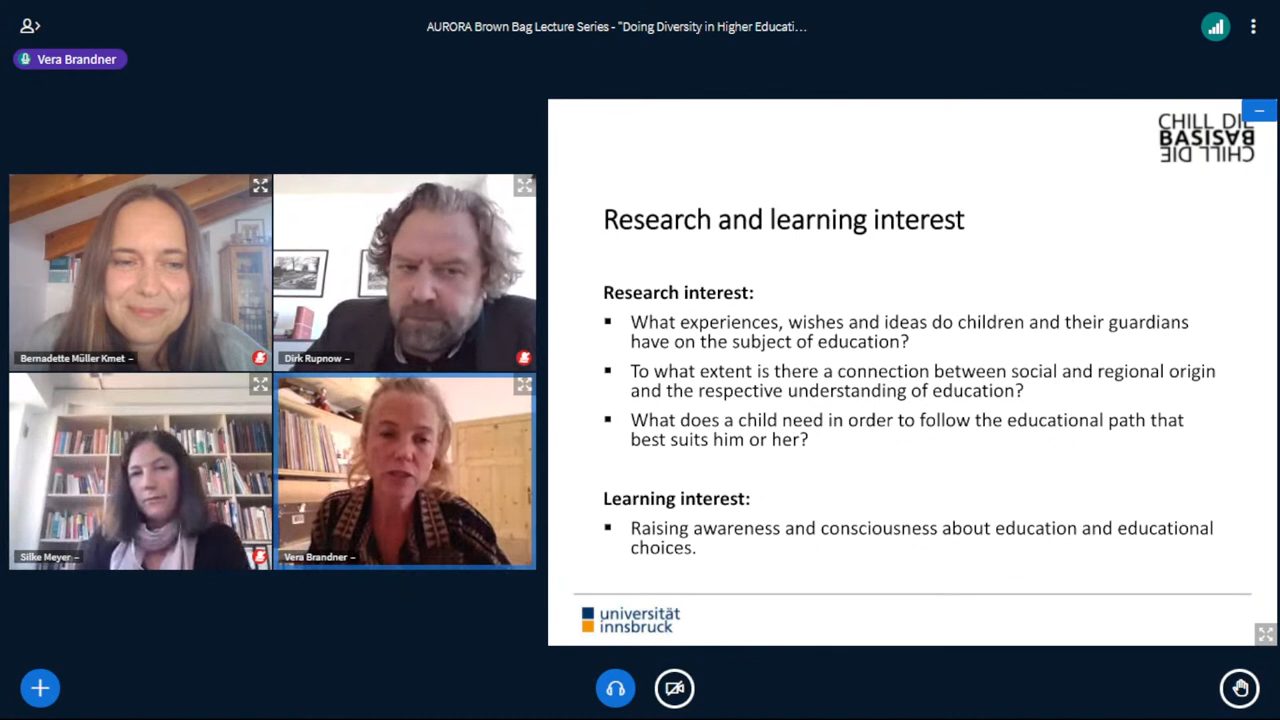 AURORA Brown Bag Lecture Series - "Doing Diversity in Higher Educati...
Vera Brandner
Bernadette Müller Kmet –
Dirk Rupnow –
Silke Meyer –
Vera Brandner –
CHILL DIE
BASIS
CHILL DIE
Research and learning interest
Research interest:
▪ What experiences, wishes and ideas do children and their guardians
have on the subject of education?
▪ To what extent is there a connection between social and regional origin
and the respective understanding of education?
▪ What does a child need in order to follow the educational path that
best suits him or her?
Learning interest:
▪ Raising awareness and consciousness about education and educational
choices.
universität
innsbruck